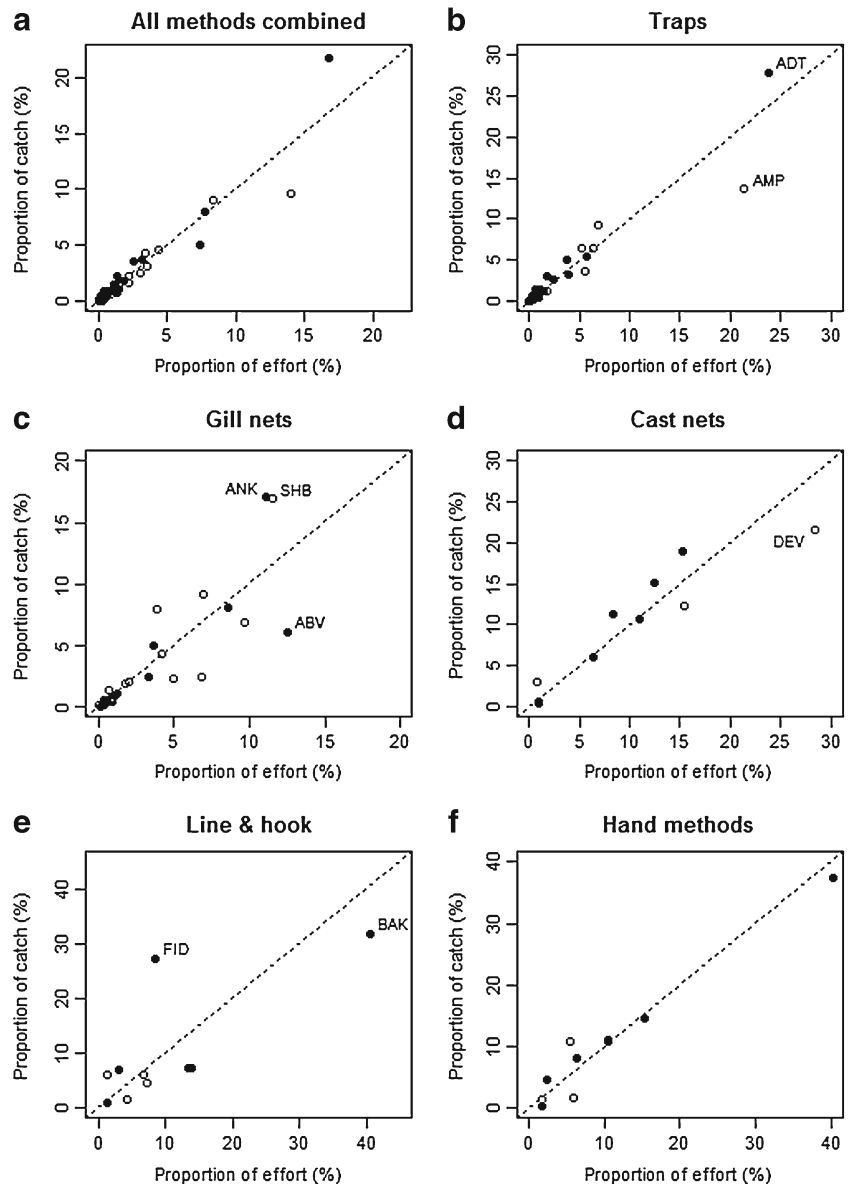 a All methods combined
Proportion of catch (%)
20
15
10
5
0
0 5 10 15 20
Proportion of effort (%)
b Traps
Proportion of catch (%)
30
25
20
15
10
5
0
ADT
AMP
0 5 10 15 20 25 30
Proportion of effort (%)
c Gill nets
Proportion of catch (%)
20
15
10
5
0
ANK SHB
ABV
0 5 10 15 20
Proportion of effort (%)
d Cast nets
Proportion of catch (%)
30
25
20
15
10
5
0
DEV
0 5 10 15 20 25 30
Proportion of effort (%)
e Line & hook
Proportion of catch (%)
40
30
20
10
0
BAK
FID
0 10 20 30 40
Proportion of effort (%)
f Hand methods
Proportion of catch (%)
40
30
20
10
0
0 10 20 30 40
Proportion of effort (%)